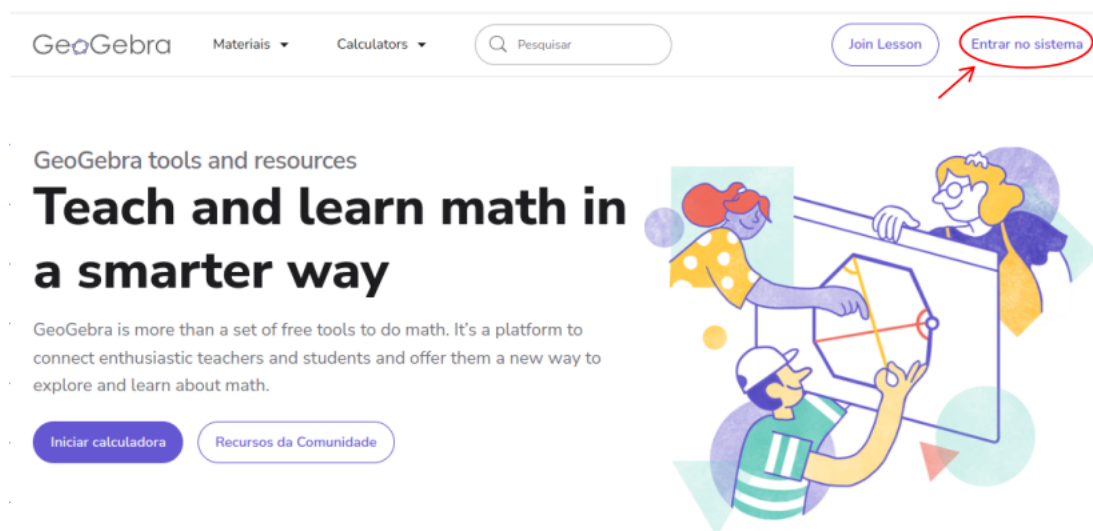 GeoGebra Materiais Calculators Pesquisar Join Lesson Entrar no sistema
GeoGebra tools and resources
Teach and learn math in
a smarter way
GeoGebra is more than a set of free tools to do math. It's a platform to
connect enthusiastic teachers and students and offer them a new way to
explore and learn about math.
Iniciar calculadora Recursos da Comunidade